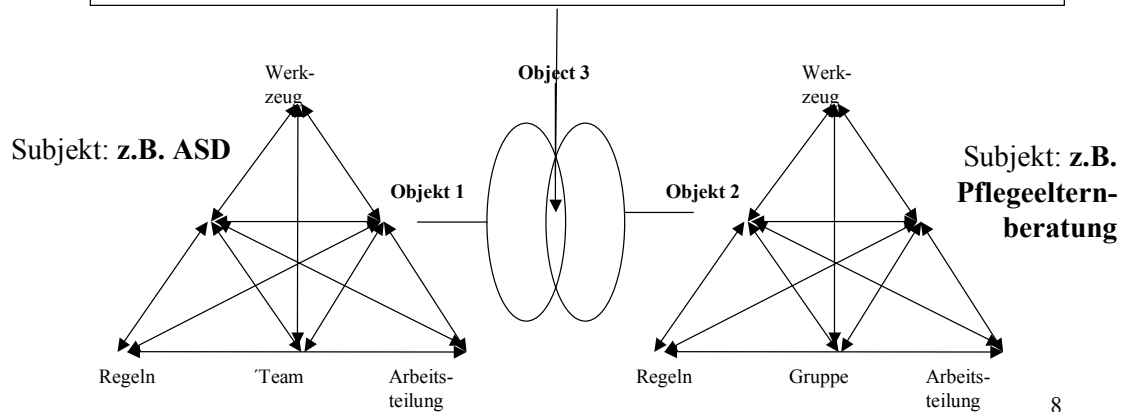 Werk-
zeug
Object 3
Werk-
zeug
Subjekt: z.B. ASD
Objekt 1
Objekt 2
Subjekt: z.B.
Pflegeeltern-
beratung
Regeln
´Team
Arbeits-
teilung
Regeln
Gruppe
Arbeits-
teilung
8